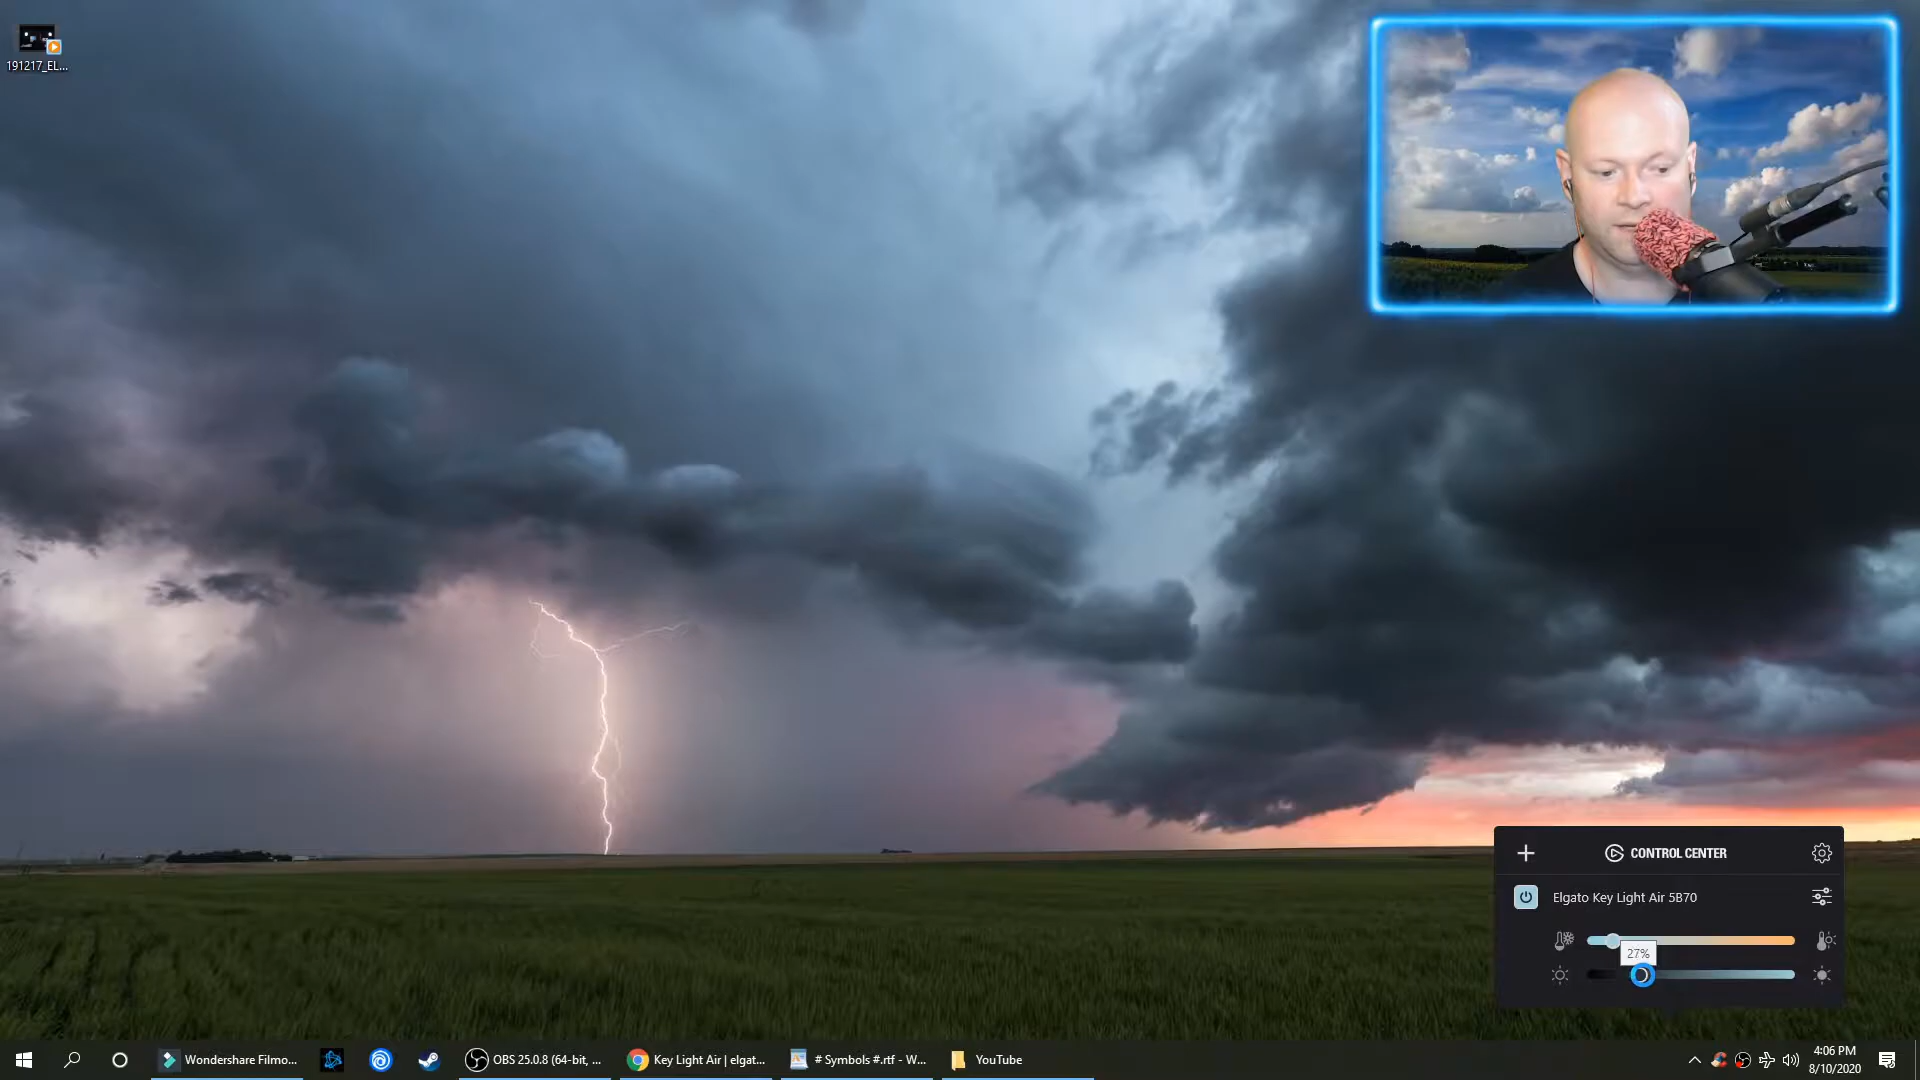 191217_EL...
CONTROL CENTER
Elgato Key Light Air 5B70
27%
Wondershare Filmo...
OBS 25.0.8 (64-bit, ...
Key Light Air | elgat...
# Symbols #.rtf - W...
YouTube
4:06 PM
8/10/2020